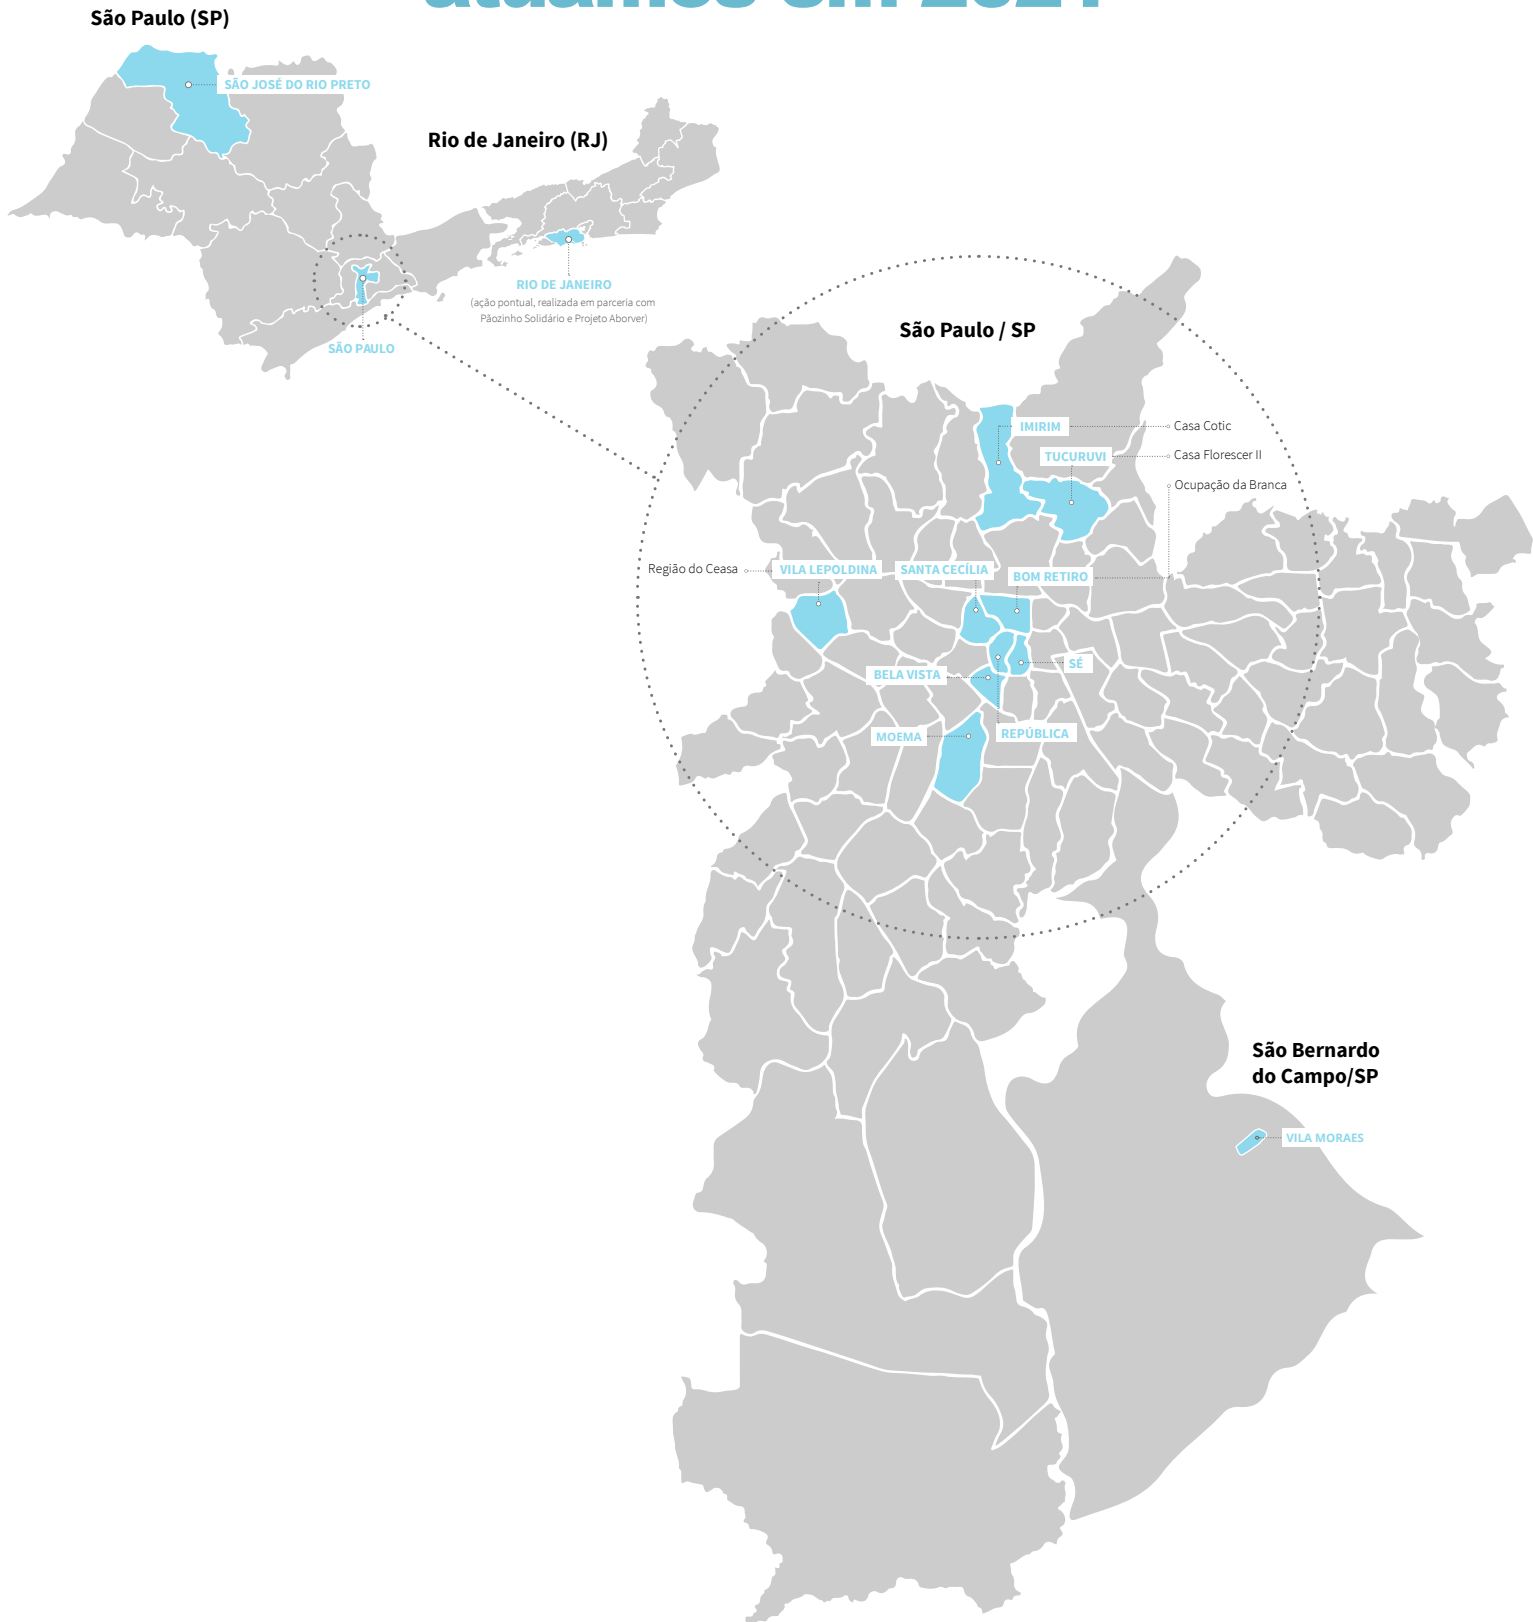 atuamos em 2021
São Paulo (SP)
SÃO JOSÉ DO RIO PRETO
Rio de Janeiro (RJ)
RIO DE JANEIRO
(ação pontual, realizada em parceria com
Pãozinho Solidário e Projeto Aborver)
SÃO PAULO
São Paulo / SP
IMIRIM
Casa Cotic
TUCURUVI
Casa Florescer II
Ocupação da Branca
Região do Ceasa
VILA LEPOLDINA
SANTA CECÍLIA
BOM RETIRO
SÉ
BELA VISTA
REPÚBLICA
MOEMA
São Bernardo
do Campo/SP
VILA MORAES